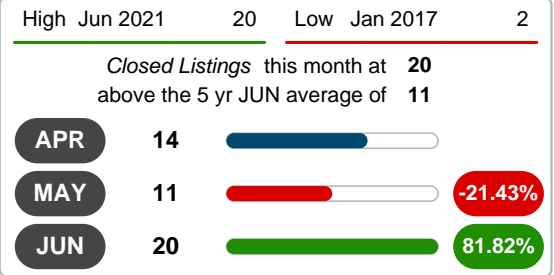 High Jun 2021 20 Low Jan 2017 2
Closed Listings this month at 20
above the 5 yr JUN average of 11
APR 14
MAY 11 -21.43%
JUN 20 81.82%